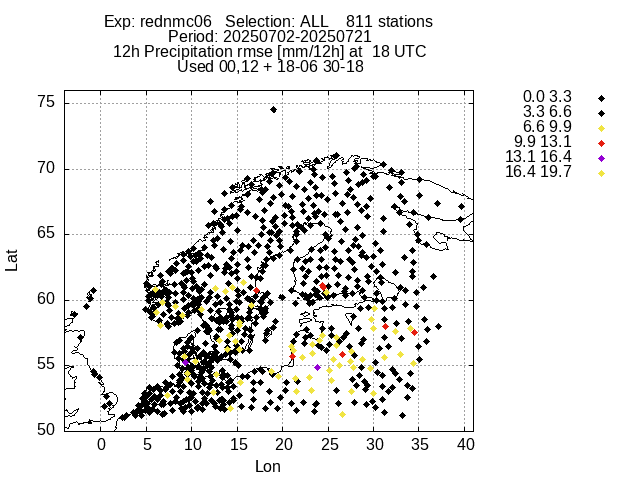 Exp: rednmc06   Selection: ALL    811 stations
Period: 20250702-20250721
12h Precipitation rmse [mm/12h] at  18 UTC
Used 00,12 + 18-06 30-18
0.0 3.3
3.3 6.6
6.6 9.9
9.9 13.1
13.1 16.4
16.4 19.7
75
70
65
60
55
50
Lat
0 5 10 15 20 25 30 35 40
Lon